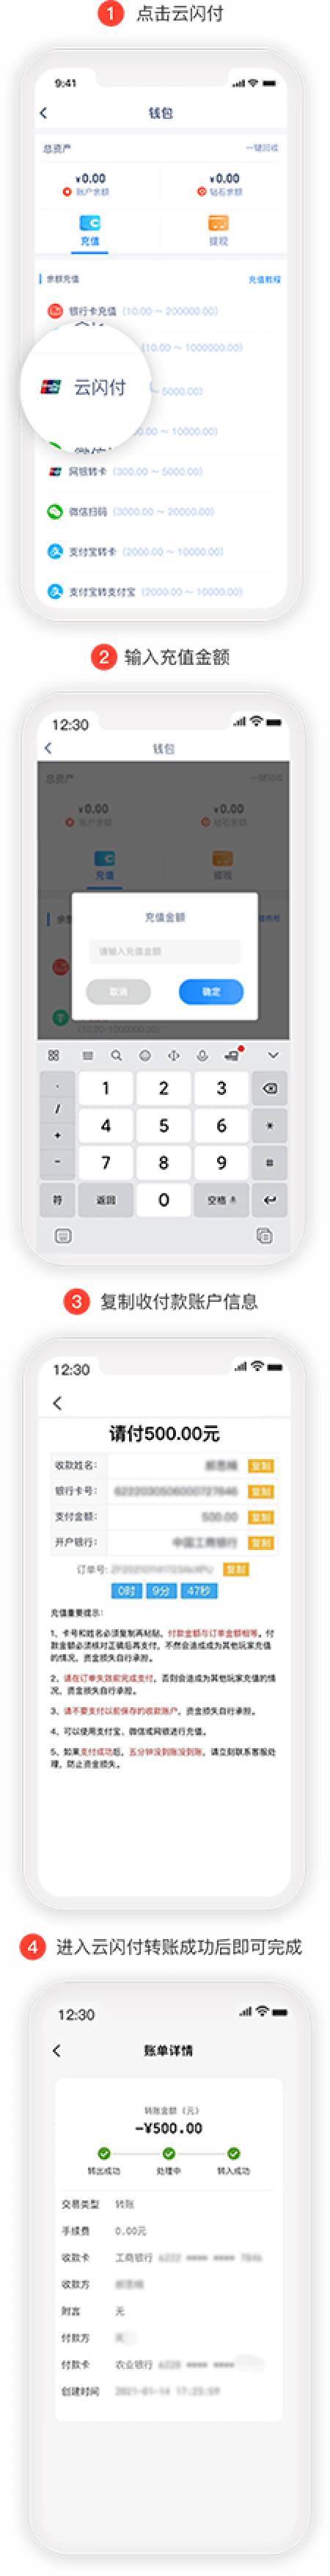 1 点击云闪付
9:41
钱包
总资产 一键回收
¥0.00 ¥0.00
账户余额 钻石余额
充值 提现
余额充值 充值教程
银行卡充值 (10.00 ~ 200000.00)
(10.00 ~ 1000000.00)
云闪付 5000.00)
0.00 ~ 10000.00)
网银转卡 (300.00 ~ 5000.00)
微信扫码 (3000.00 ~ 20000.00)
支付宝转卡 (2000.00 ~ 10000.00)
支付宝转支付宝 (2000.00 ~ 10000.00)
2 输入充值金额
12:30
钱包
总资产 一键回收
¥0.00 ¥0.00
账户余额 钻石余额
充值 提现
充值金额
请输入充值金额
取消 确定
(10.00~1000000.00)
. 1 2 3
/ 4 5 6 *
+
- 7 8 9 #
符 返回 0 空格
3 复制收付款账户信息
12:30
请付500.00元
收款姓名: 复制
银行卡号: 复制
支付金额: 500.00 复制
开户银行: 中国工商银行 复制
订单号: 复制
0时 9分 47秒
充值重要提示:
1、卡号和姓名必须复制再粘贴, 付款金额与订单金额相等, 付
款金额必须核对正确后再支付, 不然会造成成为其他玩家充值
的情况, 资金损失自行承担。
2、请在订单失效前完成支付, 否则会造成为其他玩家充值的情
况, 资金损失自行承担。
3、请不要支付以前保存的收款账户, 资金损失自行承担。
4、可以使用支付宝、微信或网银进行充值。
5、如果支付成功后, 五分钟没到账没到账, 请立刻联系客服处
理, 防止资金损失。
4 进入云闪付转账成功后即可完成
12:30
账单详情
转账金额 (元)
-¥500.00
转出成功 处理中 转入成功
交易类型 转账
手续费 0.00元
收款卡 工商银行 6222 **** **** 7846
收款方
附言 无
付款方
付款卡 农业银行 6228 **** ****
创建时间 2021-01-14 17:23:59